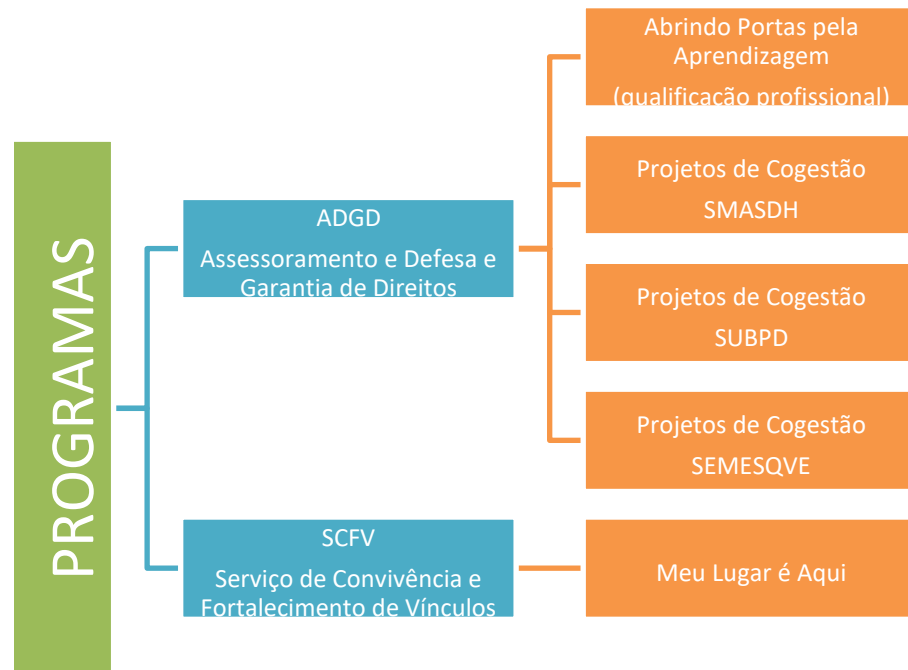 PROGRAMAS
ADGD
Assessoramento e Defesa e
Garantia de Direitos
Abrindo Portas pela
Aprendizagem
(qualificação profissional)
Projetos de Cogestão
SMASDH
Projetos de Cogestão
SUBPD
Projetos de Cogestão
SEMESQVE
SCFV
Serviço de Convivência e
Fortalecimento de Vínculos
Meu Lugar é Aqui